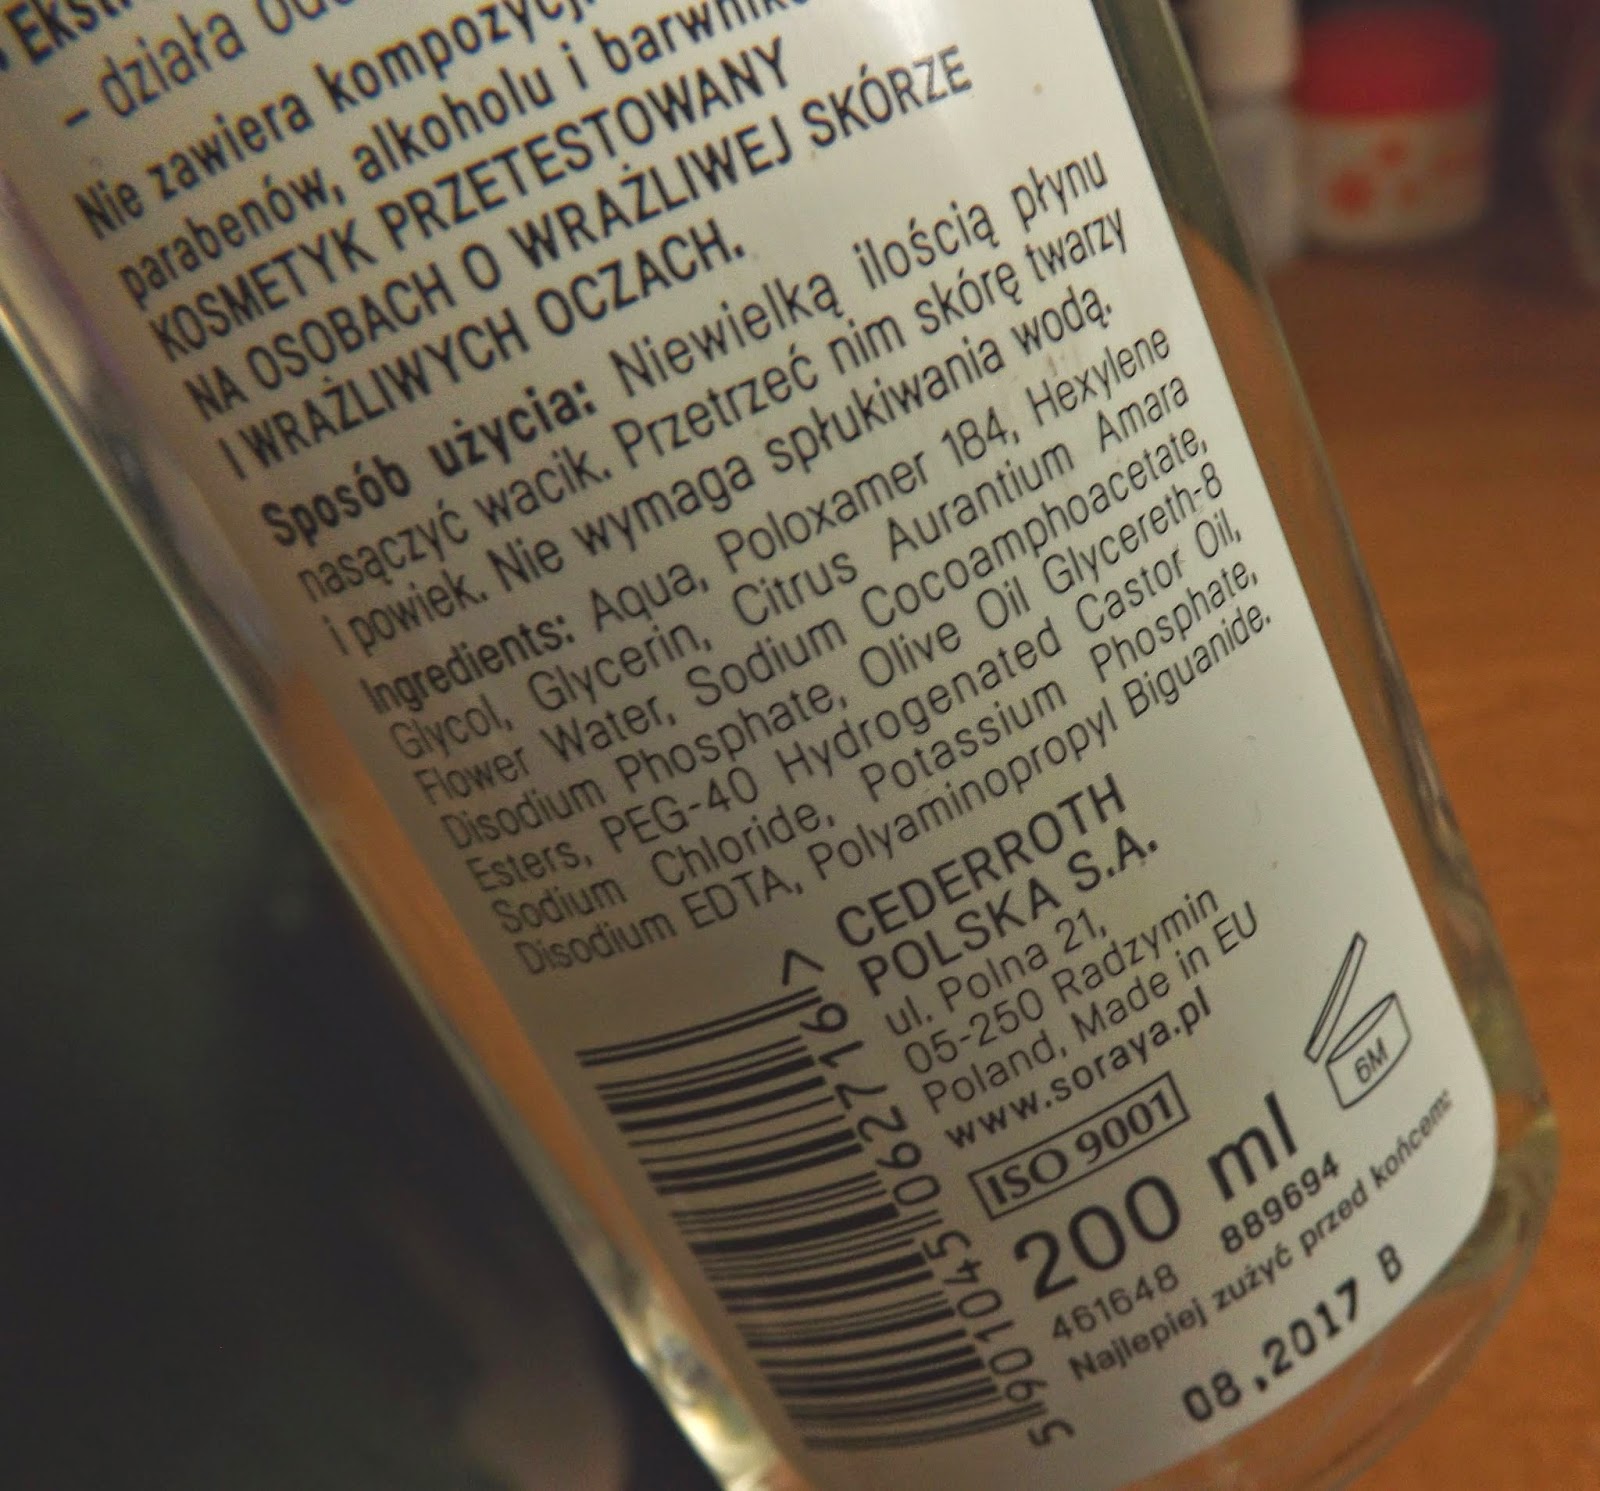 Ekst
– działa od
Nie zawiera kompozycji
parabenów, alkoholu i barwnik
KOSMETYK PRZETESTOWANY
NA OSOBACH O WRAŻLIWEJ SKÓRZE
I WRAŻLIWYCH OCZACH.
Sposób użycia: Niewielką ilością płynu
nasączyć wacik. Przetrzeć nim skórę twarzy
i powiek. Nie wymaga spłukiwania wodą.
Ingredients: Aqua, Poloxamer 184, Hexylene
Glycol, Glycerin, Citrus Aurantium Amara
Flower Water, Sodium Cocoamphoacetate,
Disodium Phosphate, Olive Oil Glycereth-8
Esters, PEG-40 Hydrogenated Castor Oil,
Sodium Chloride, Potassium Phosphate,
Disodium EDTA, Polyaminopropyl Biguanide.
CEDERROTH
POLSKA S.A.
ul. Polna 21,
05-250 Radzymin
Poland, Made in EU
www.soraya.pl
ISO 9001
6M
200 ml
461648 889694
Najlepiej zużyć przed końcem:
08,2017 B
5 901045 062716 >